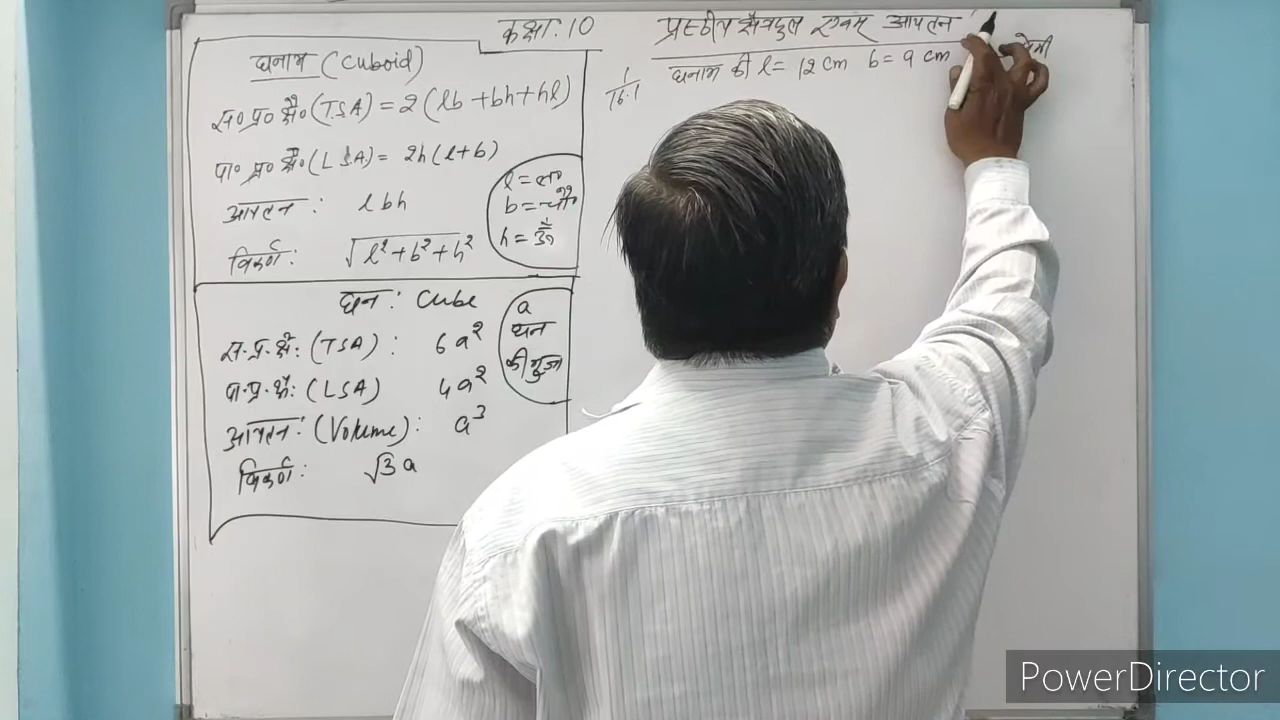 कक्षा: 10
पृष्ठीय क्षेत्रफल एवम् आयतन
घनाभ (Cuboid)
स० पृ० क्षै० (TSA) = 2 (lb + bh + hl)
पा० पृ० क्षै० (LSA) = 2h (l + b)
आयतन : lbh
विकर्ण : √l² + b² + h²
l = ल०
b = चौ०
h = ऊँ०
घन : Cube
स. पृ. क्षै: (TSA) : 6a²
पा. पृ. क्षै: (LSA) 4a²
आयतन : (Volume) : a³
विकर्ण : √3 a
a
घन
की भुजा
1/16.1 घनाभ की l = 12 cm b = 9 cm
PowerDirector